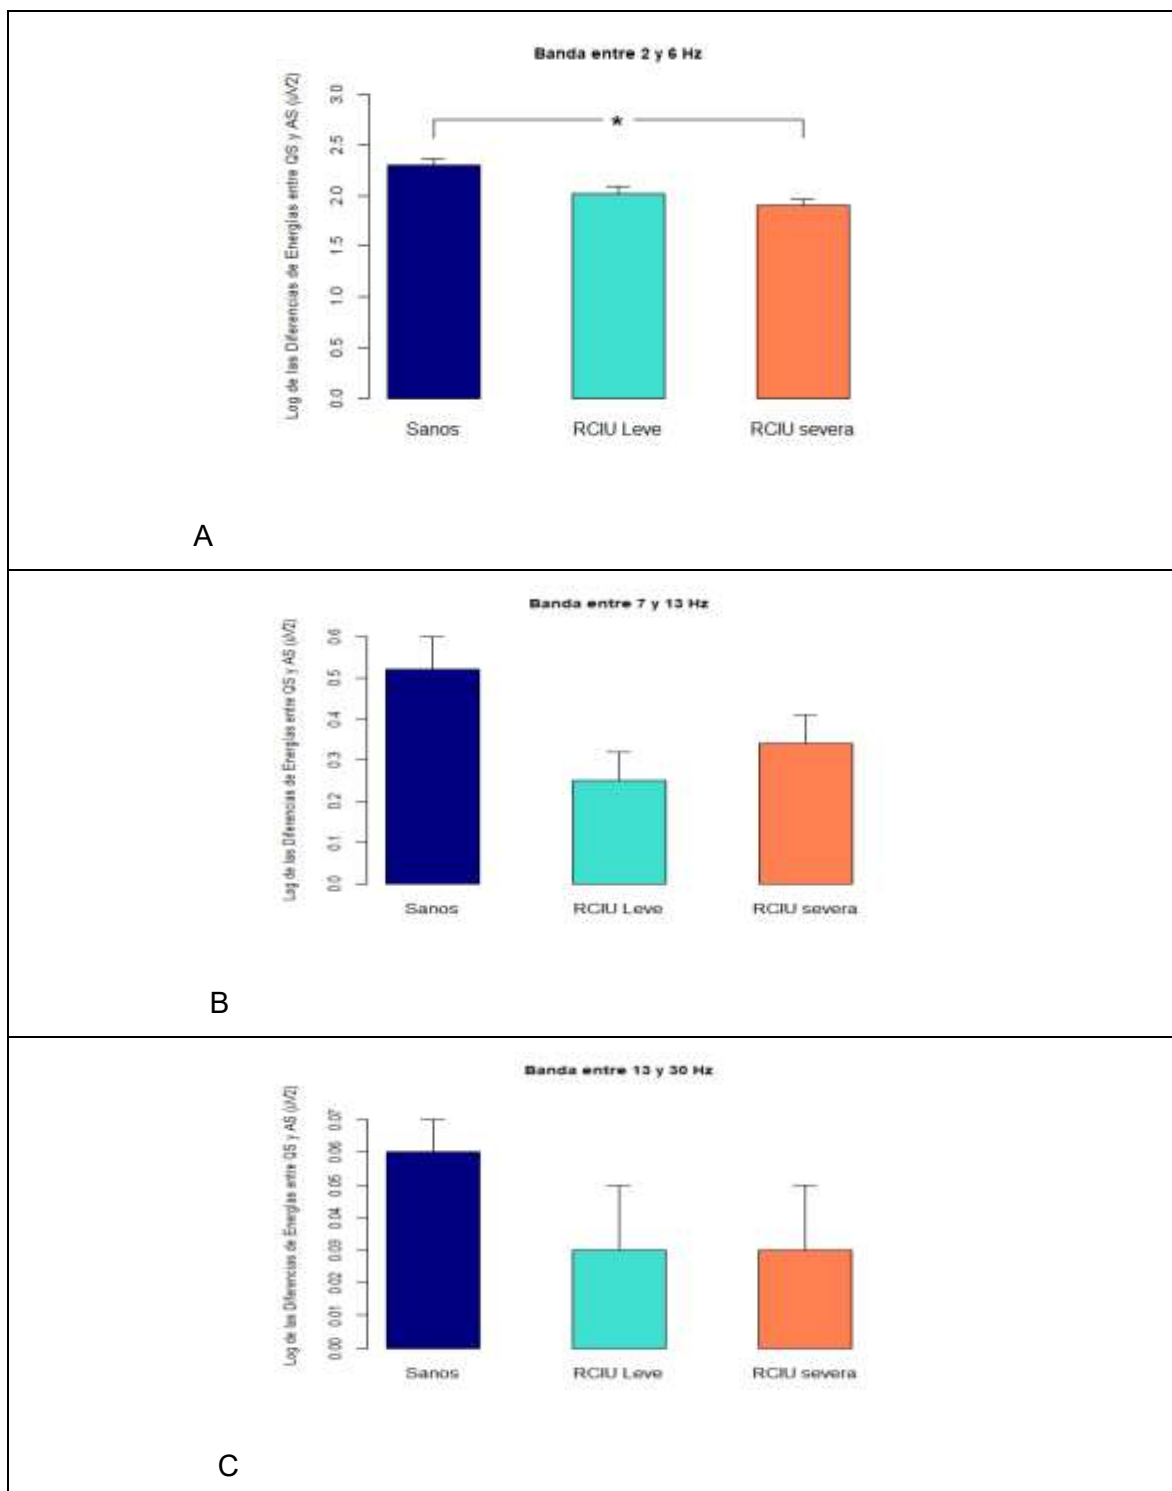 Banda entre 2 y 6 Hz
Log de las Diferencias de Energías entre QS y AS (uV2)
3.0
2.5
2.0
1.5
1.0
0.5
0.0
*
Sanos RCIU Leve RCIU severa
A
Banda entre 7 y 13 Hz
Log de las Diferencias de Energías entre QS y AS (uV2)
0.6
0.5
0.4
0.3
0.2
0.1
0.0
Sanos RCIU Leve RCIU severa
B
Banda entre 13 y 30 Hz
Log de las Diferencias de Energías entre QS y AS (uV2)
0.07
0.06
0.05
0.04
0.03
0.02
0.01
0.00
Sanos RCIU Leve RCIU severa
C